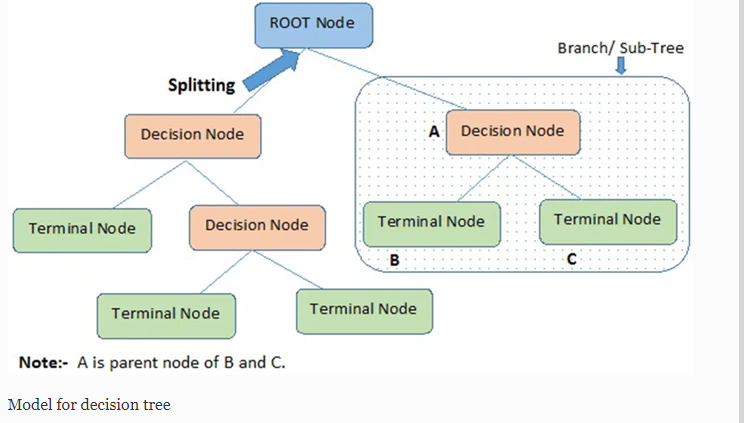 ROOT Node
Branch/ Sub-Tree
Splitting
Decision Node
A
Decision Node
Terminal Node
Decision Node
Terminal Node
Terminal Node
B
C
Terminal Node
Terminal Node
Note:- A is parent node of B and C.
Model for decision tree